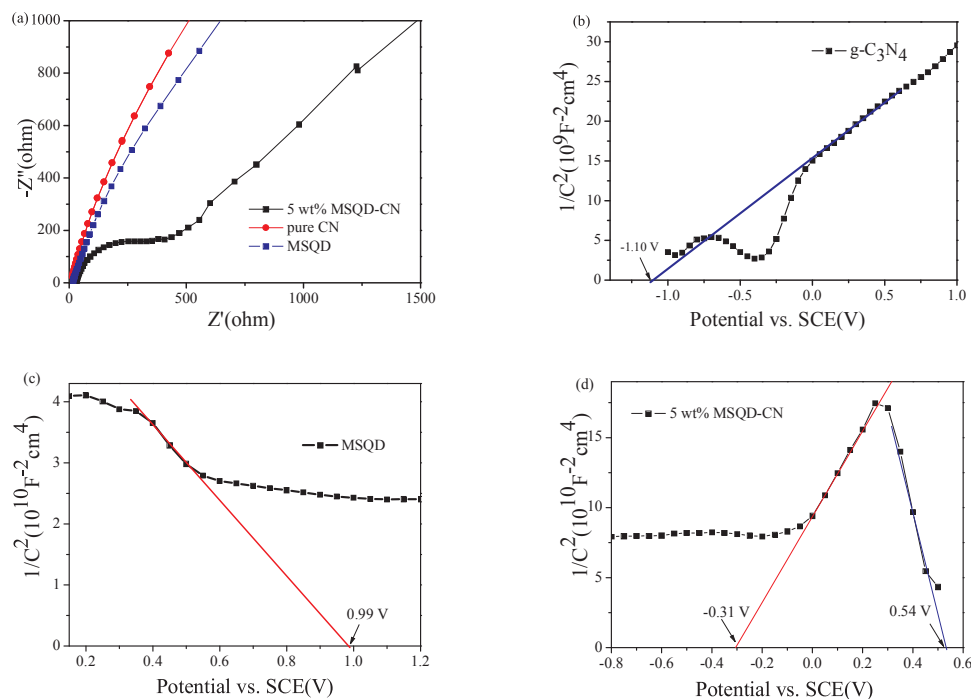 (a)
1000
800
600
400
200
0
-Z"(ohm)
5 wt% MSQD-CN
pure CN
MSQD
0 500 1000 1500
Z'(ohm)
(b)
30
25
20
15
10
5
0
1/C²(10⁹F⁻²cm⁴)
g-C₃N₄
-1.10 V
-1.0 -0.5 0.0 0.5 1.0
Potential vs. SCE(V)
(c)
4
3
2
1
0
1/C²(10¹⁰F⁻²cm⁴)
MSQD
0.99 V
0.2 0.4 0.6 0.8 1.0 1.2
Potential vs. SCE(V)
(d)
15
10
5
0
1/C²(10¹⁰F⁻²cm⁴)
5 wt% MSQD-CN
-0.31 V
0.54 V
-0.8 -0.6 -0.4 -0.2 0.0 0.2 0.4 0.6
Potential vs. SCE(V)